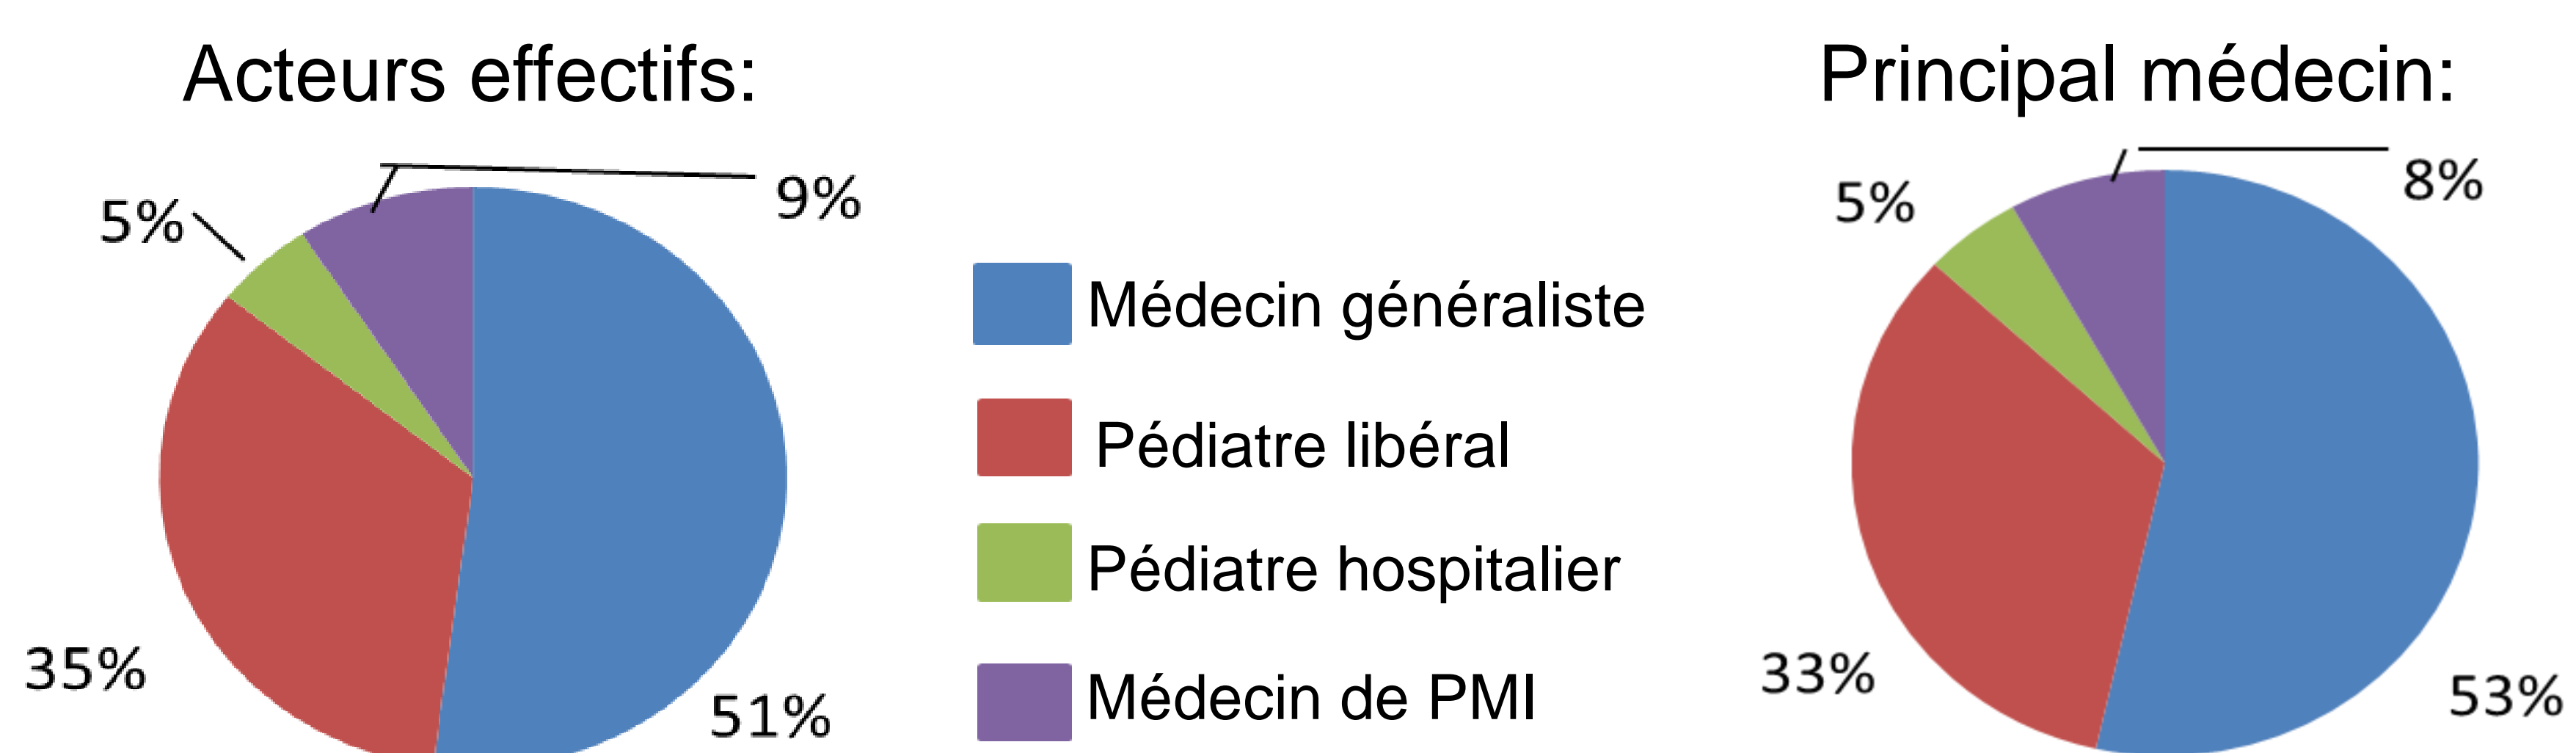 Acteurs effectifs:
5%
9%
35%
51%
Médecin généraliste
Pédiatre libéral
Pédiatre hospitalier
Médecin de PMI
Principal médecin:
5%
8%
33%
53%